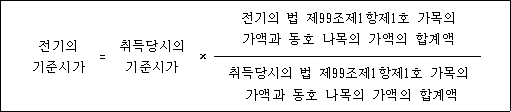 전기의 법 제99조제1항제1호 가목의
가액과 동호 나목의 가액의 합계액
전기의
기준시가
=
취득당시의
기준시가
×
취득당시의 법 제99조제1항제1호 가목의
가액과 동호 나목의 가액의 합계액